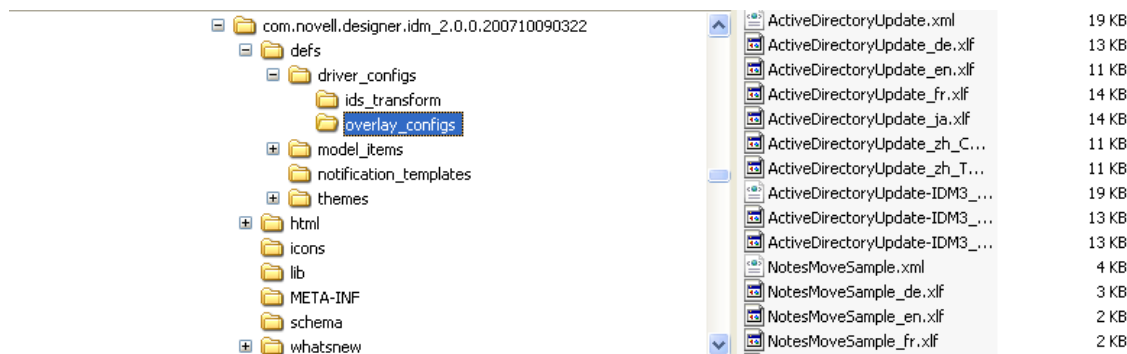 com.novell.designer.idm_2.0.0.200710090322
defs
driver_configs
ids_transform
overlay_configs
model_items
notification_templates
themes
html
icons
lib
META-INF
schema
whatsnew
ActiveDirectoryUpdate.xml 19 KB
ActiveDirectoryUpdate_de.xlf 13 KB
ActiveDirectoryUpdate_en.xlf 11 KB
ActiveDirectoryUpdate_fr.xlf 14 KB
ActiveDirectoryUpdate_ja.xlf 14 KB
ActiveDirectoryUpdate_zh_C... 11 KB
ActiveDirectoryUpdate_zh_T... 11 KB
ActiveDirectoryUpdate-IDM3_... 19 KB
ActiveDirectoryUpdate-IDM3_... 13 KB
ActiveDirectoryUpdate-IDM3_... 13 KB
NotesMoveSample.xml 4 KB
NotesMoveSample_de.xlf 3 KB
NotesMoveSample_en.xlf 2 KB
NotesMoveSample_fr.xlf 2 KB